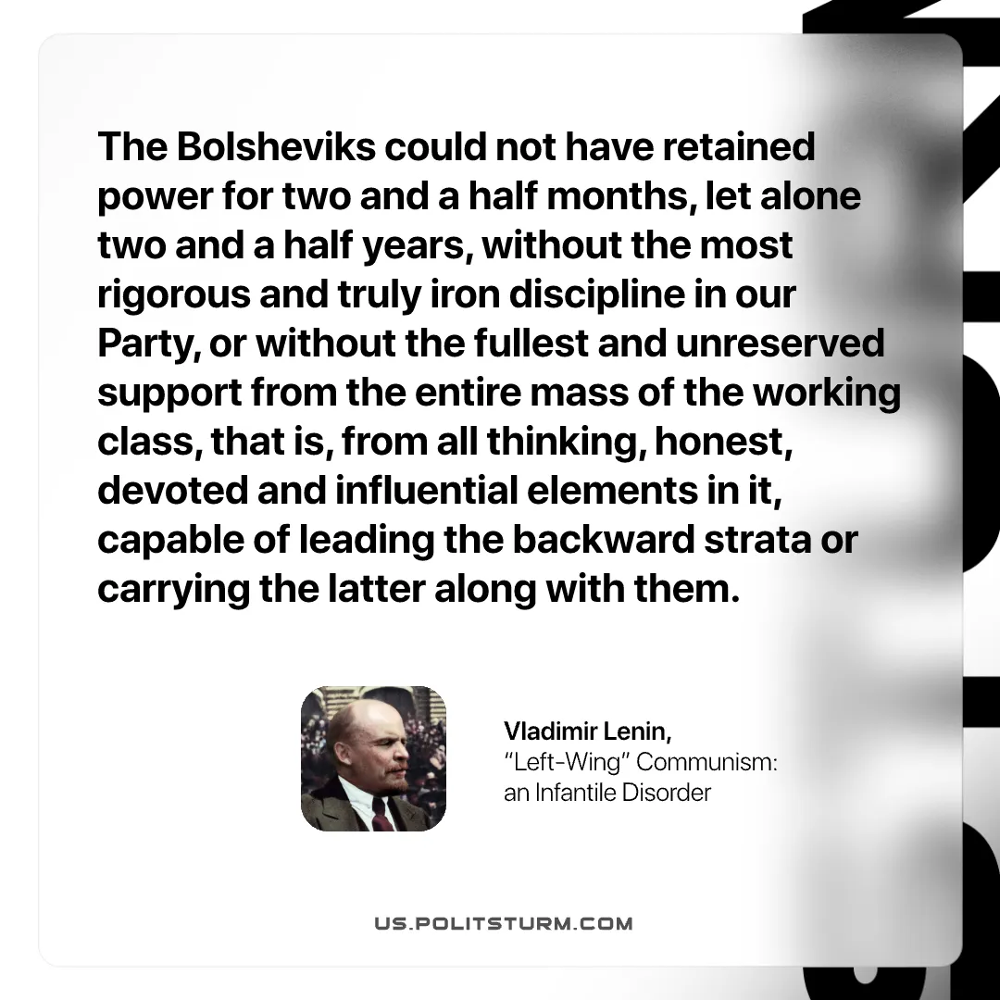 The Bolsheviks could not have retained
power for two and a half months, let alone
two and a half years, without the most
rigorous and truly iron discipline in our
Party, or without the fullest and unreserved
support from the entire mass of the working
class, that is, from all thinking, honest,
devoted and influential elements in it,
capable of leading the backward strata or
carrying the latter along with them.
Vladimir Lenin,
“Left-Wing” Communism:
an Infantile Disorder
US.POLITSTURM.COM